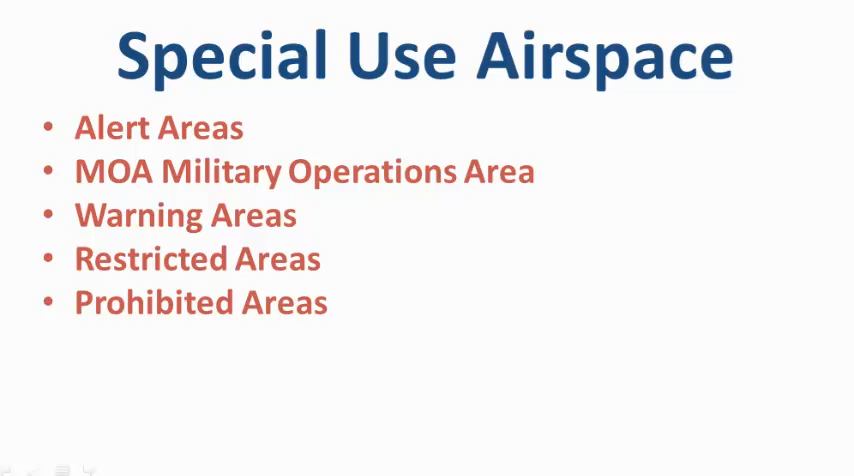 Special Use Airspace
• Alert Areas
• MOA Military Operations Area
• Warning Areas
• Restricted Areas
• Prohibited Areas